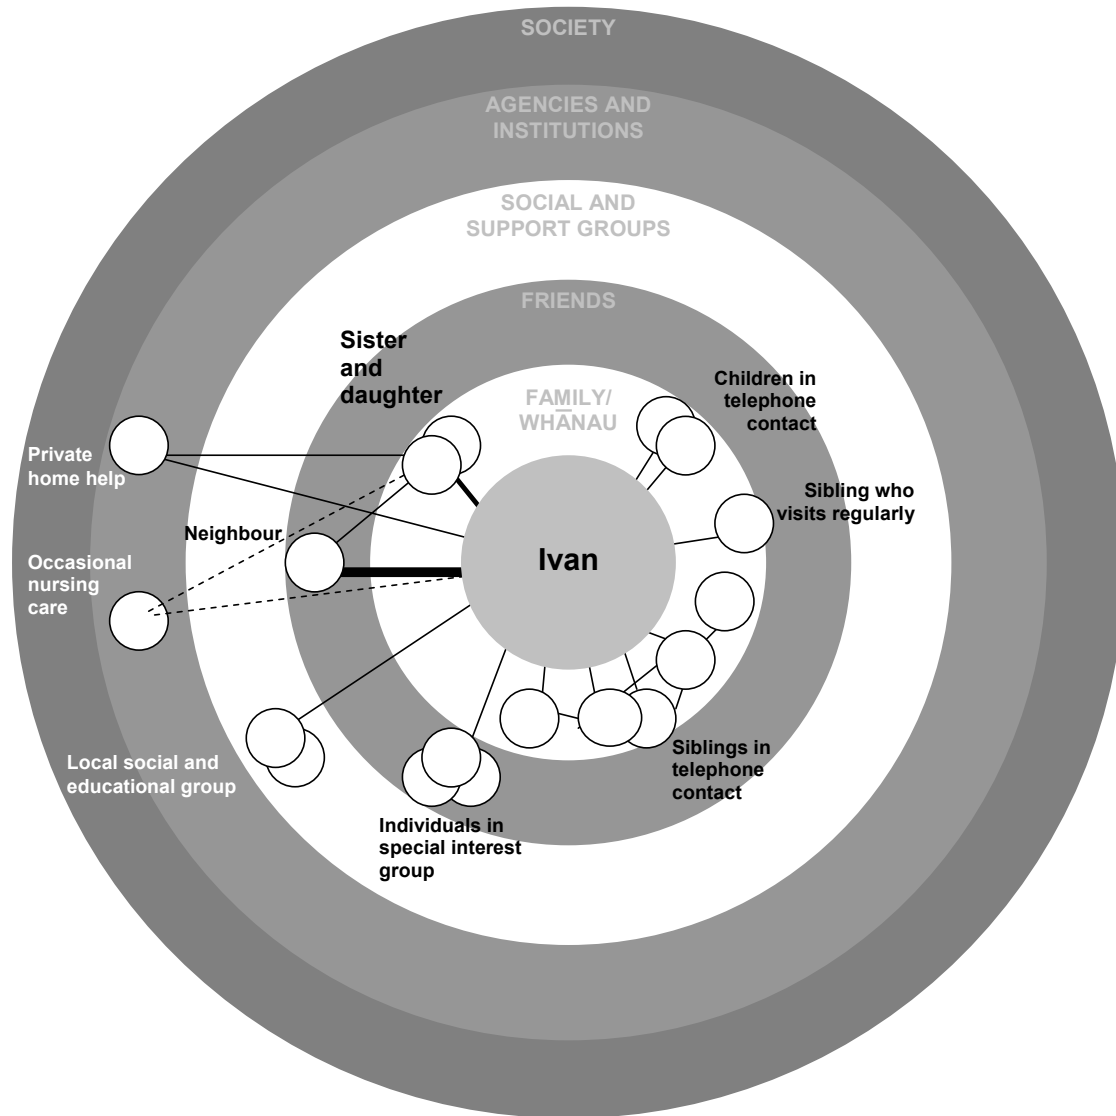 SOCIETY
AGENCIES AND
INSTITUTIONS
SOCIAL AND
SUPPORT GROUPS
FRIENDS
Sister
and
daughter
FAMILY/
WHĀNAU
Children in
telephone
contact
Private
home help
Sibling who
visits regularly
Neighbour
Ivan
Occasional
nursing
care
Local social and
educational group
Siblings in
telephone
contact
Individuals in
special interest
group